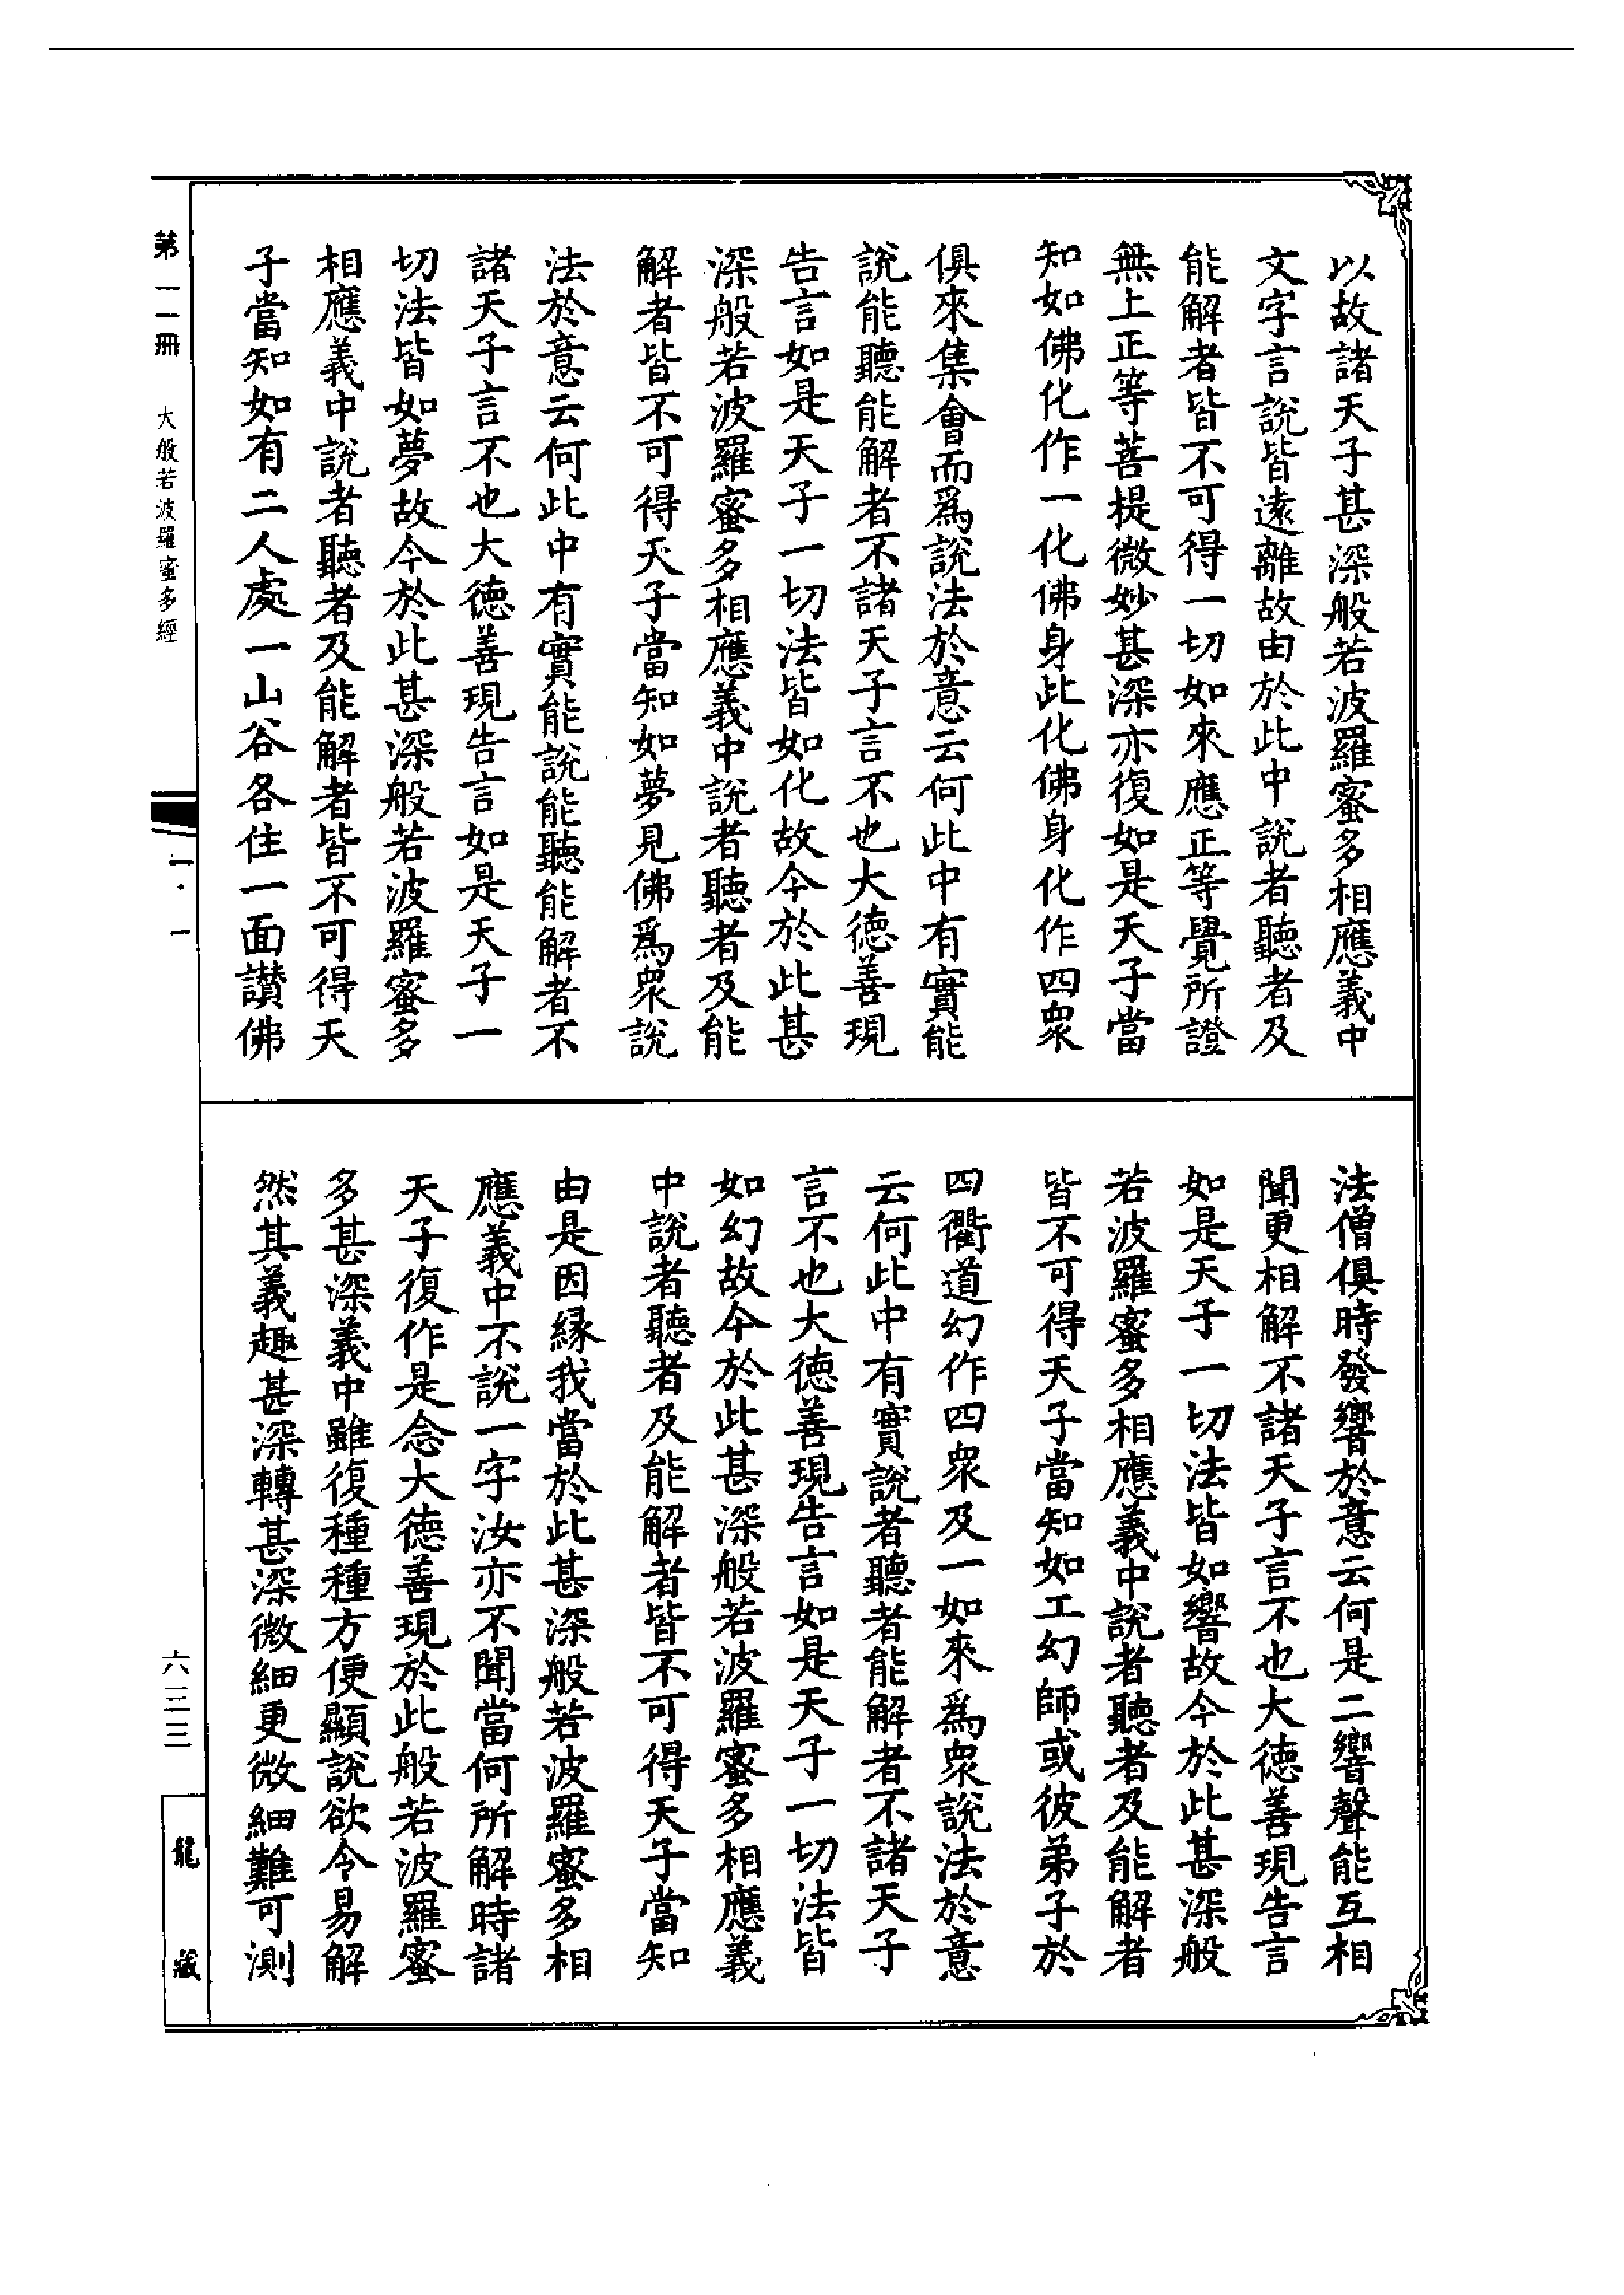 以故諸天子甚深般若波羅蜜多相應義中
文字言說皆遠離故由於此中說者聽者及
能解者皆不可得一切如來應正等覺所證
無上正等菩提微妙甚深亦復如是天子當
知如佛化作一化佛身此化佛身化作四衆
俱來集會而爲說法於意云何此中有實能
說能聽能解者不諸天子言不也大德善現
告言如是天子一切法皆如化故今於此甚
深般若波羅蜜多相應義中說者聽者及能
解者皆不可得天子當知如夢見佛爲衆說
法於意云何此中有實能說能聽能解者不
諸天子言不也大德善現告言如是天子一
切法皆如夢故今於此甚深般若波羅蜜多
相應義中說者聽者及能解者皆不可得天
子當知如有二人處一山谷各住一面讃佛
法僧俱時發響於意云何是二響聲能互相
聞更相解不諸天子言不也大德善現告言
如是天子一切法皆如響故今於此甚深般
若波羅蜜多相應義中說者聽者及能解者
皆不可得天子當知如工幻師或彼弟子於
四衢道幻作四衆及一如來爲衆說法於意
云何此中有實說者聽者能解者不諸天子
言不也大德善現告言如是天子一切法皆
如幻故今於此甚深般若波羅蜜多相應義
中說者聽者及能解者皆不可得天子當知
由是因緣我當於此甚深般若波羅蜜多相
應義中不說一字汝亦不聞當何所解時諸
天子復作是念大德善現於此般若波羅蜜
多甚深義中雖復種種方便顯說欲令易解
然其義趣甚深轉甚深微細更微細難可測
第一一冊 大般若波羅蜜多經
一·一
六三三
龍藏